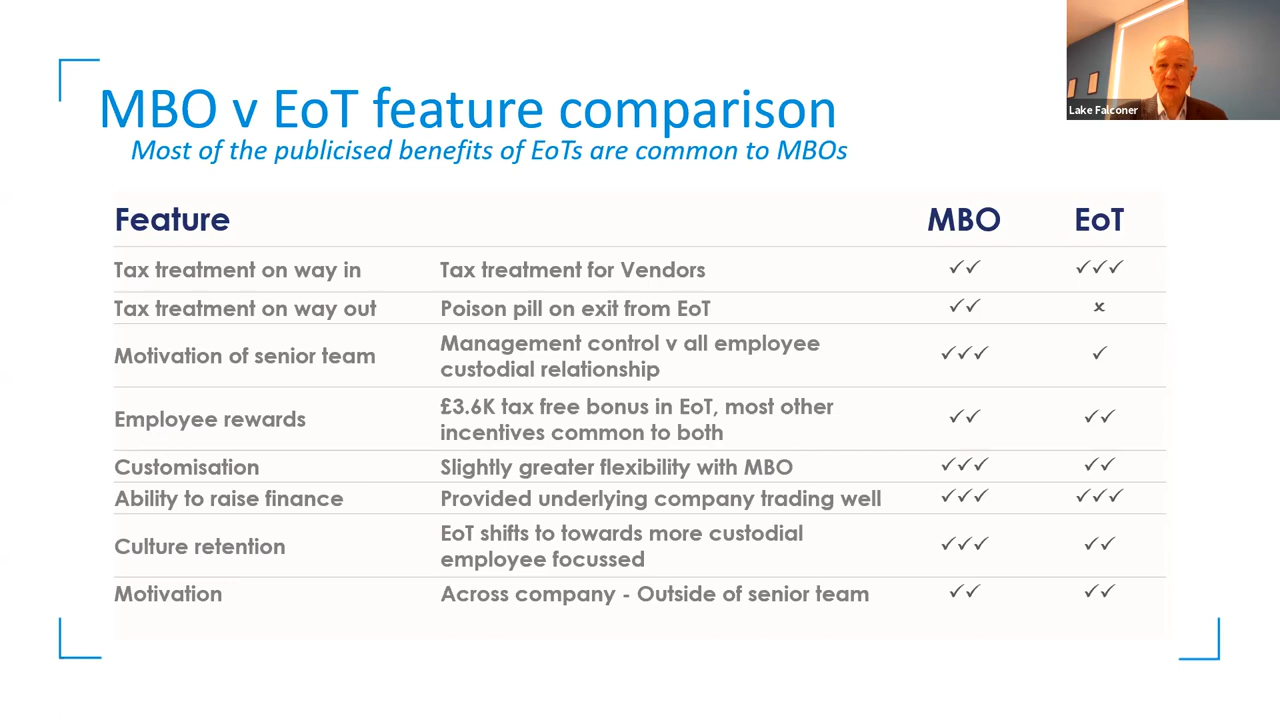 MBO v EoT feature comparison
Most of the publicised benefits of EoTs are common to MBOs
Lake Falconer
Feature MBO EoT
Tax treatment on way in Tax treatment for Vendors ✓✓ ✓✓✓
Tax treatment on way out Poison pill on exit from EoT ✓✓ x
Motivation of senior team Management control v all employee
custodial relationship ✓✓✓ ✓
Employee rewards £3.6K tax free bonus in EoT, most other
incentives common to both ✓✓ ✓✓
Customisation Slightly greater flexibility with MBO ✓✓✓ ✓✓
Ability to raise finance Provided underlying company trading well ✓✓✓ ✓✓✓
Culture retention EoT shifts to towards more custodial
employee focussed ✓✓✓ ✓✓
Motivation Across company - Outside of senior team ✓✓ ✓✓